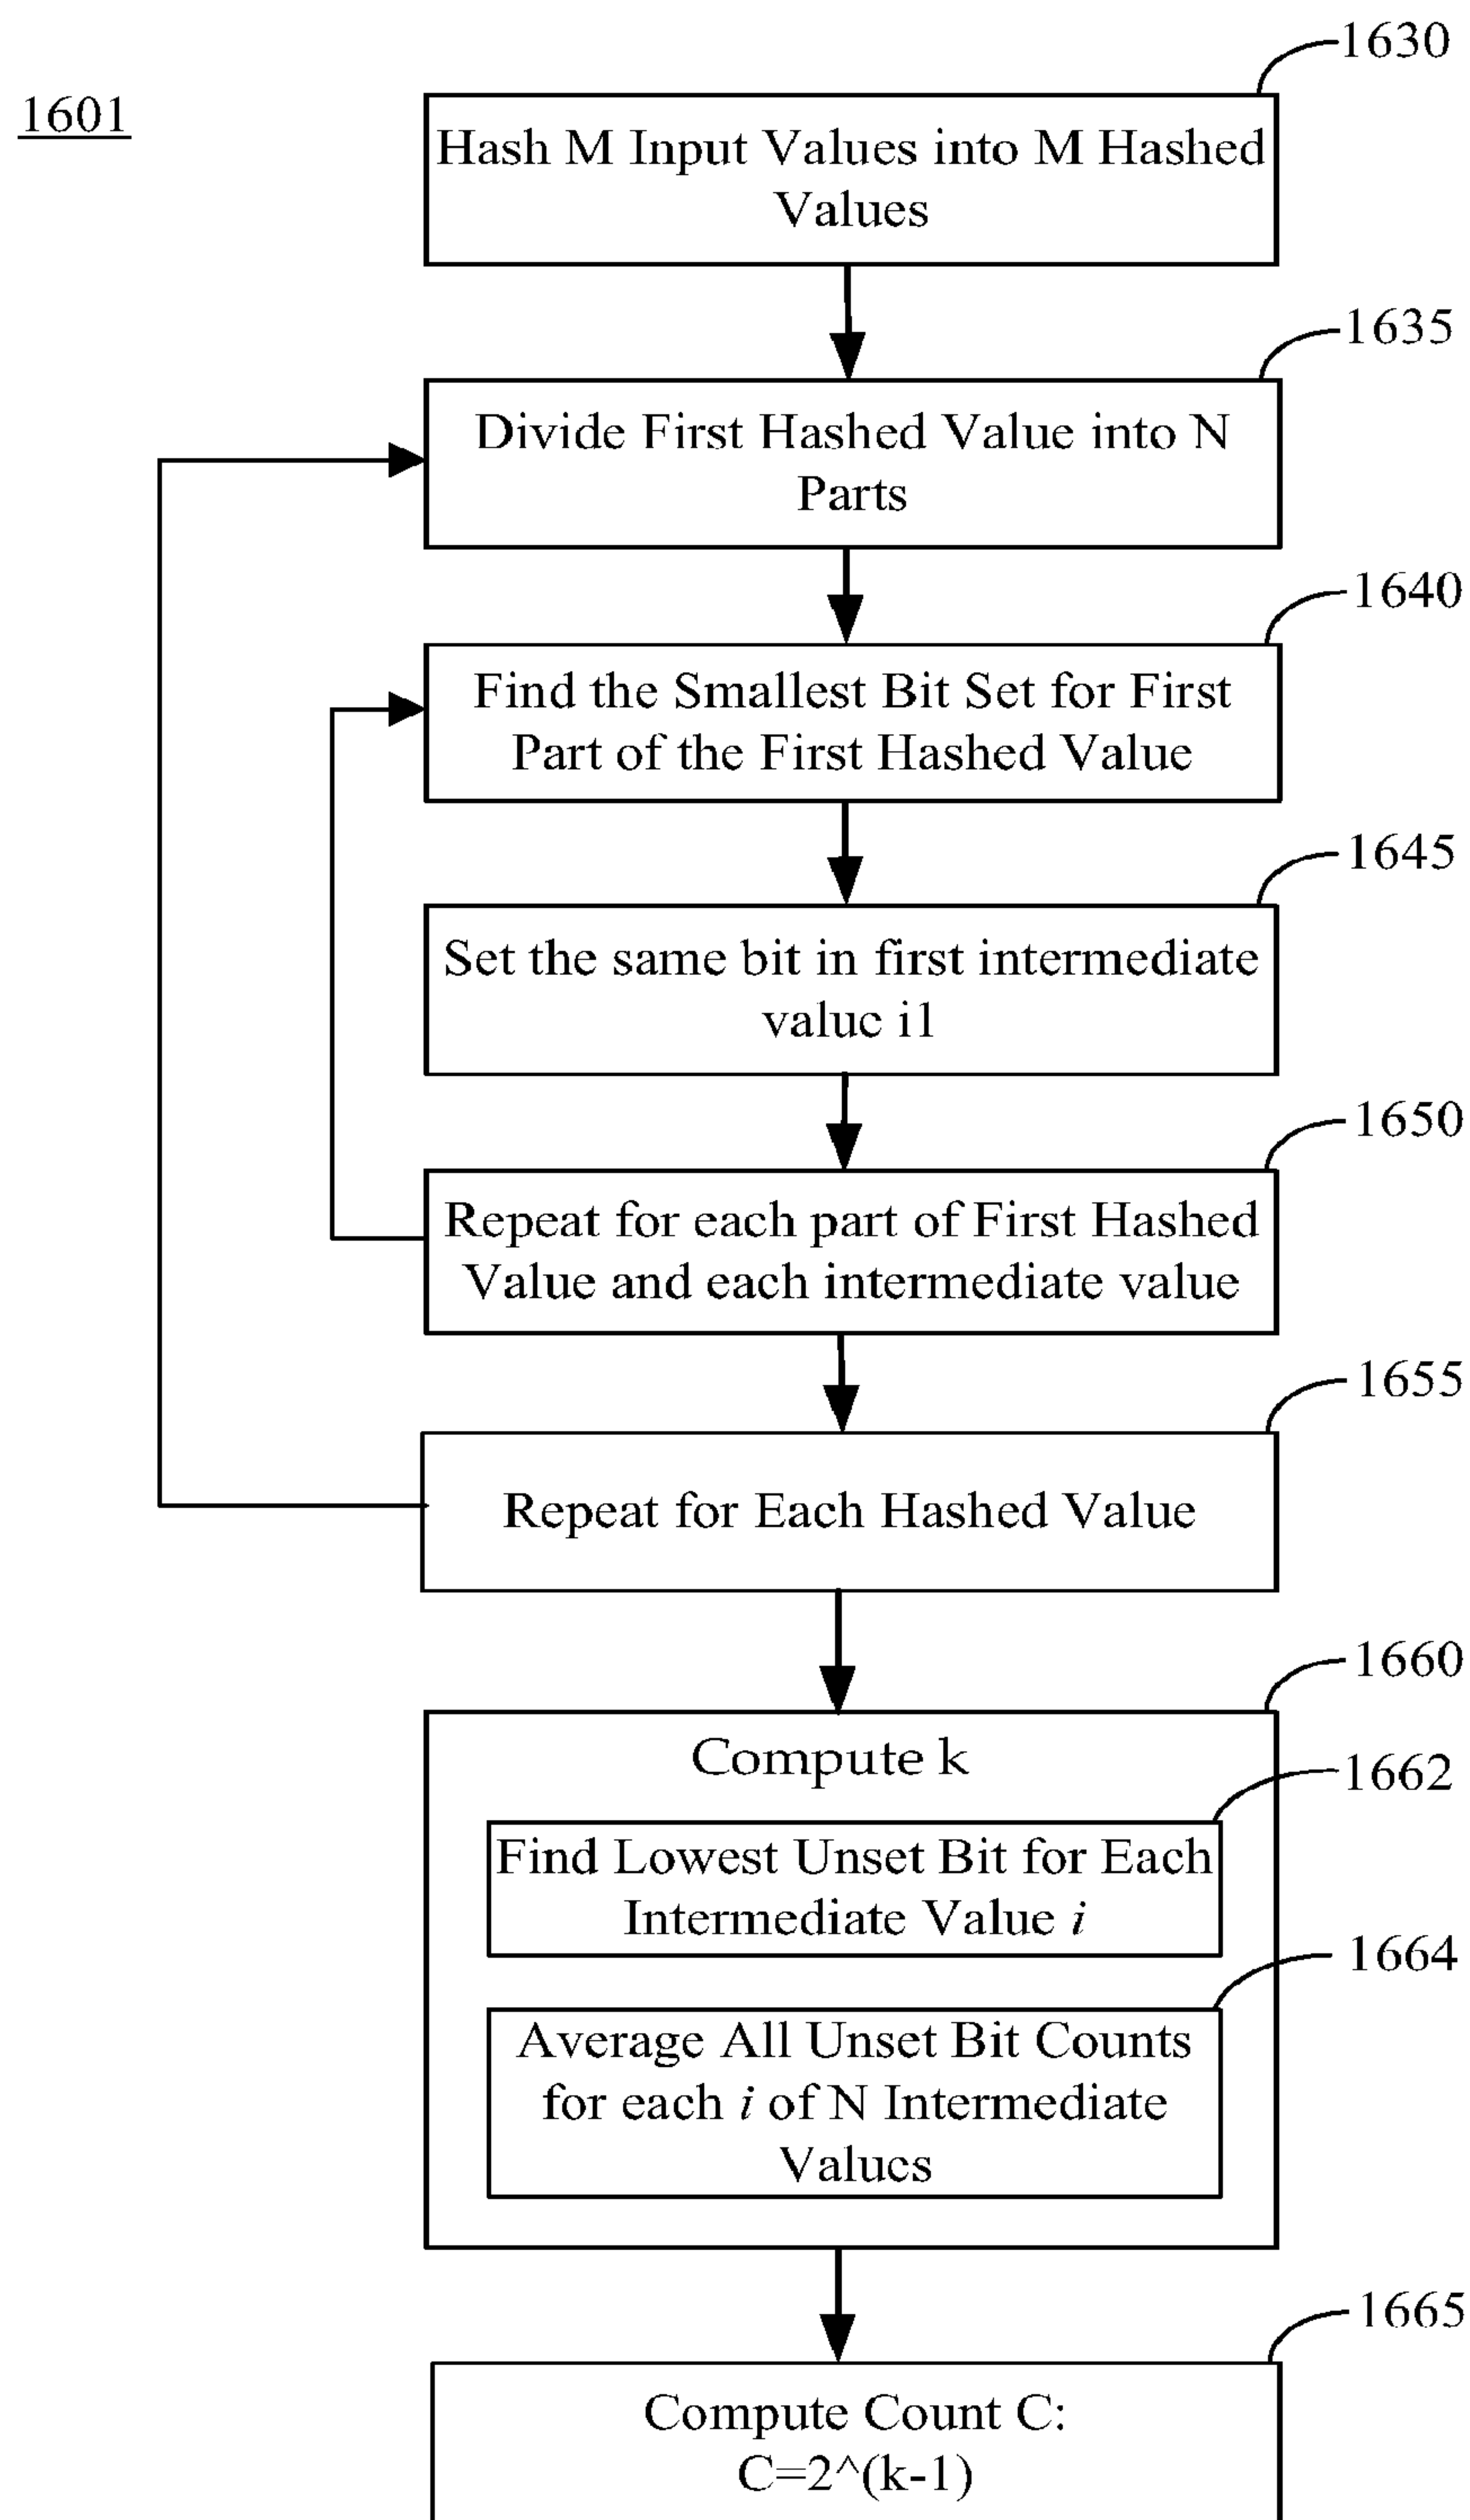 1601
1630
Hash M Input Values into M Hashed
Values
1635
Divide First Hashed Value into N
Parts
1640
Find the Smallest Bit Set for First
Part of the First Hashed Value
1645
Set the same bit in first intermediate
value i1
1650
Repeat for each part of First Hashed
Value and each intermediate value
1655
Repeat for Each Hashed Value
1660
Compute k
1662
Find Lowest Unset Bit for Each
Intermediate Value i
1664
Average All Unset Bit Counts
for each i of N Intermediate
Values
1665
Compute Count C:
C=2^(k-1)